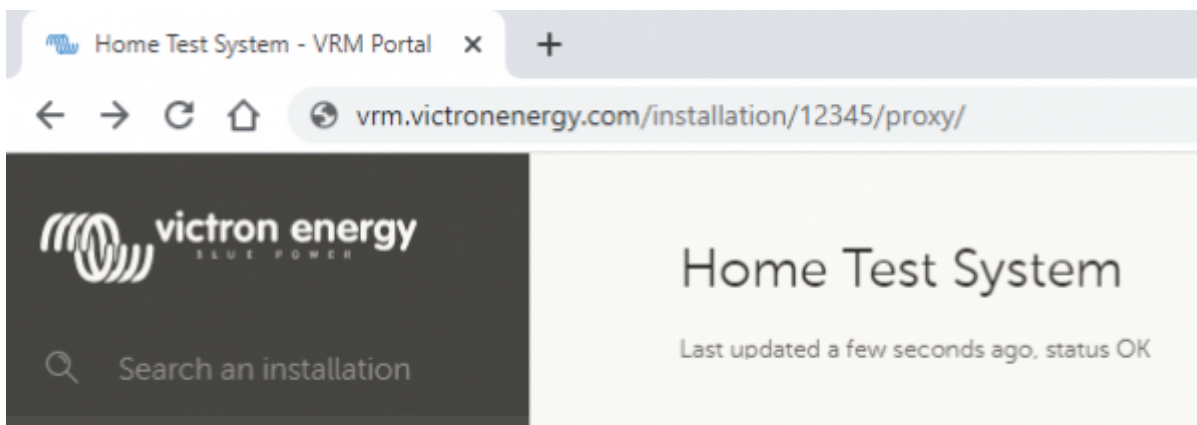 Home Test System - VRM Portal
vrm.victronenergy.com/installation/12345/proxy/
victron energy
BLUE POWER
Home Test System
Last updated a few seconds ago, status OK
Search an installation